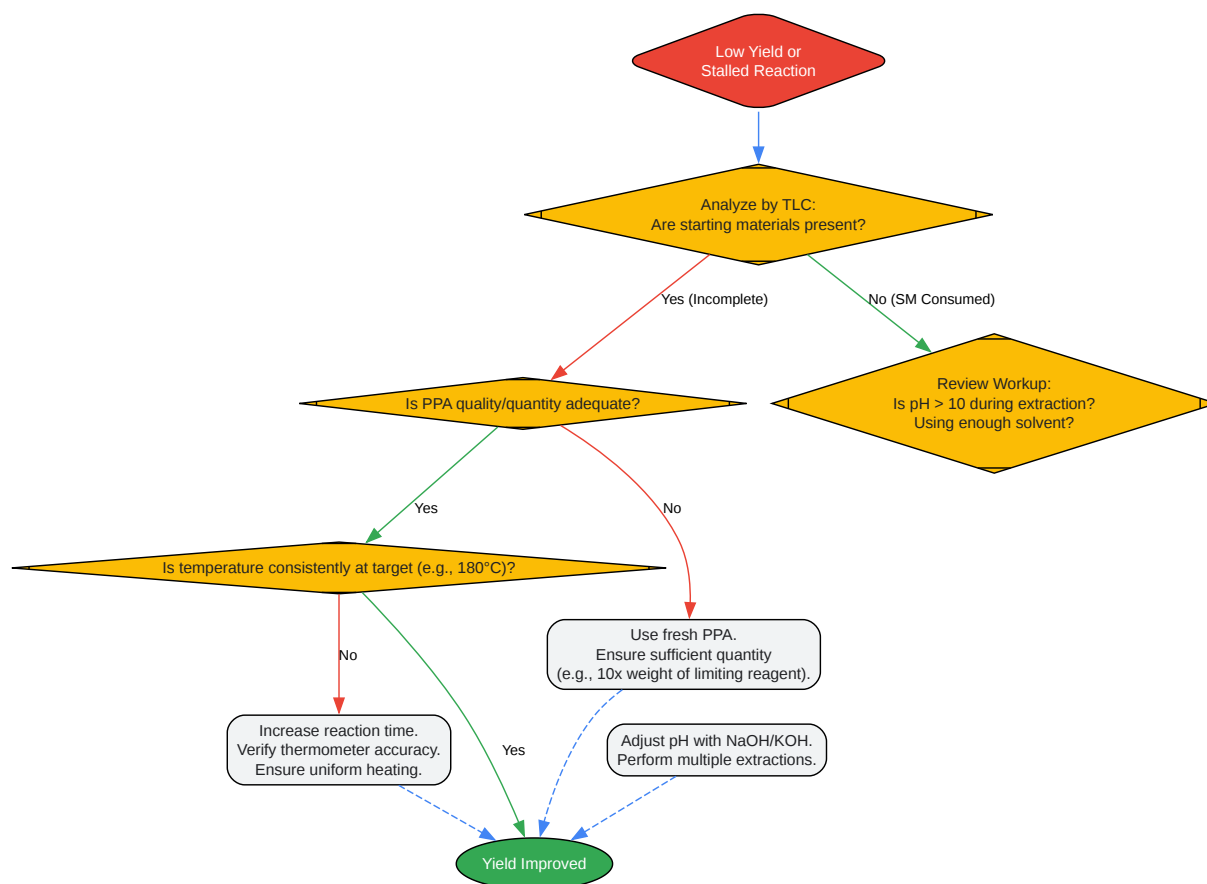 Low Yield or
Stalled Reaction
Analyze by TLC:
Are starting materials present?
Yes (Incomplete)
No (SM Consumed)
Is PPA quality/quantity adequate?
Review Workup:
Is pH > 10 during extraction?
Using enough solvent?
Yes
No
Is temperature consistently at target (e.g., 180°C)?
Use fresh PPA.
Ensure sufficient quantity
(e.g., 10x weight of limiting reagent).
No
Increase reaction time.
Verify thermometer accuracy.
Ensure uniform heating.
Yes
Adjust pH with NaOH/KOH.
Perform multiple extractions.
Yield Improved